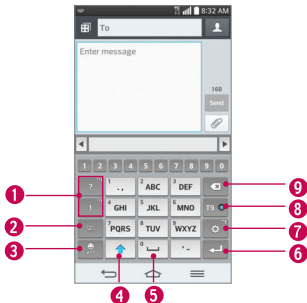 8:32 AM
To
Enter message
160
Send
1 2 3 4 5 6 7 8 9 0
? 1 ., 2 ABC 3 DEF
! 4 GHI 5 JKL 6 MNO T9
7 PQRS 8 TUV 9 WXYZ
0 '-
1
2
3
4
5
6
7
8
9